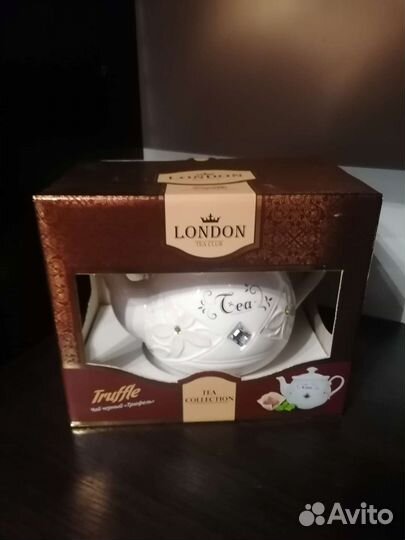 LONDON
TEA CLUB
Tea
Truffle
Чай черный «Трюфель»
TEA
COLLECTION
Avito